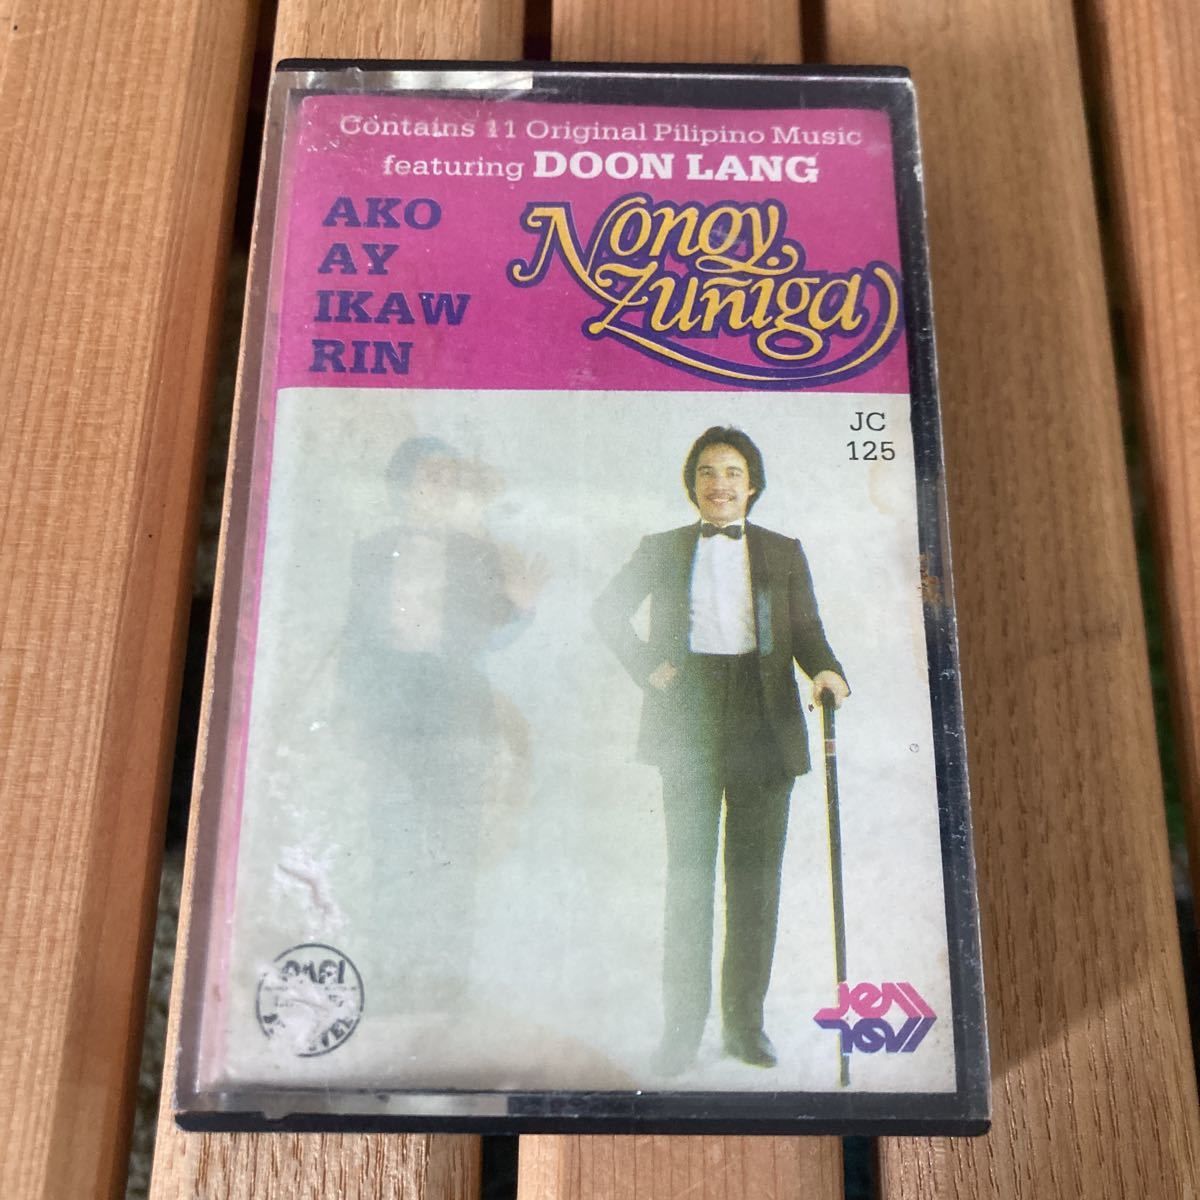 Contains 11 Original Pilipino Music
featuring DOON LANG
AKO
AY
IKAW
RIN
Nonoy
Zuñiga
JC
125